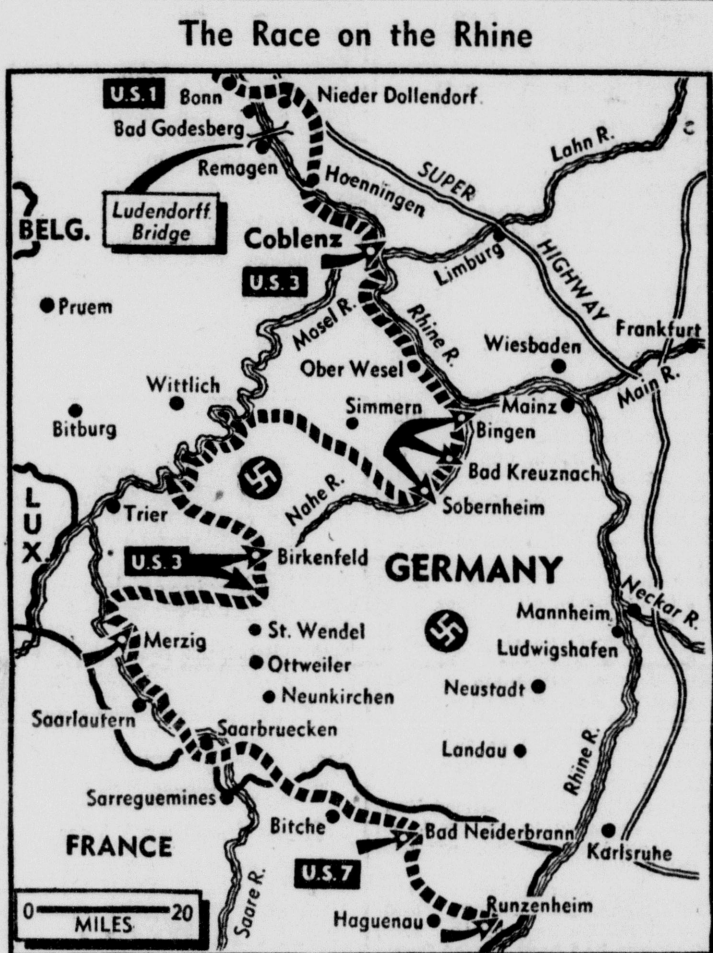 The Race on the Rhine
U.S.1
Bonn
Nieder Dollendorf
Bad Godesberg
Remagen
Hoenningen
SUPER
HIGHWAY
Lahn R.
Ludendorff
Bridge
BELG.
Coblenz
Limburg
U.S.3
Pruem
Mosel R.
Rhine R.
Wiesbaden
Frankfurt
Main R.
Ober Wesel
Wittlich
Simmern
Mainz
Bitburg
Bingen
Bad Kreuznach
Nahe R.
Sobernheim
LUX
Trier
U.S.3
Birkenfeld
GERMANY
Neckar R.
Mannheim
St. Wendel
Merzig
Ludwigshafen
Ottweiler
Neunkirchen
Neustadt
Saarlautern
Saarbruecken
Landau
Rhine R.
Sarreguemines
Bitche
Bad Neiderbrann
Karlsruhe
FRANCE
U.S.7
Saare R.
Haguenau
Runzenheim
0 20
MILES